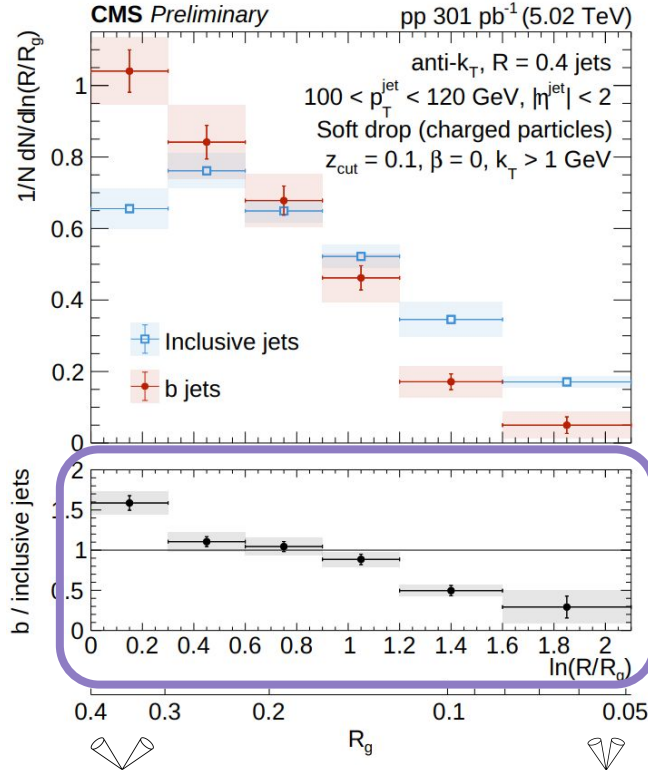 CMS Preliminary pp 301 pb⁻¹ (5.02 TeV)
anti-k_T, R = 0.4 jets
100 < p_T^jet < 120 GeV, |η^jet| < 2
Soft drop (charged particles)
z_cut = 0.1, β = 0, k_T > 1 GeV
1/N dN/dln(R/R_g)
1
0.8
0.6
0.4
0.2
0
Inclusive jets
b jets
b / inclusive jets
2
1.5
1
0.5
0
0 0.2 0.4 0.6 0.8 1 1.2 1.4 1.6 1.8 2
ln(R/R_g)
0.4 0.3 0.2 0.1 0.05
R_g